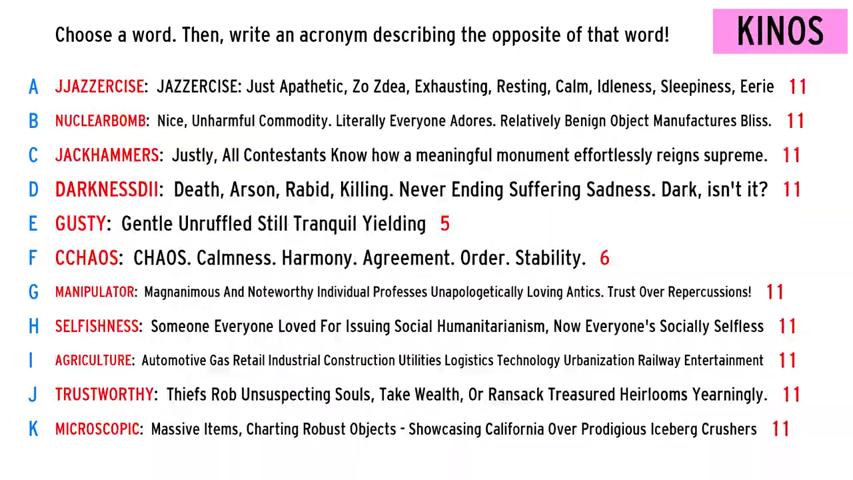 Choose a word. Then, write an acronym describing the opposite of that word!
KINOS
A JJAZZERCISE: JAZZERCISE: Just Apathetic, Zo Zdea, Exhausting, Resting, Calm, Idleness, Sleepiness, Eerie 11
B NUCLEARBOMB: Nice, Unharmful Commodity. Literally Everyone Adores. Relatively Benign Object Manufactures Bliss. 11
C JACKHAMMERS: Justly, All Contestants Know how a meaningful monument effortlessly reigns supreme. 11
D DARKNESSDII: Death, Arson, Rabid, Killing. Never Ending Suffering Sadness. Dark, isn't it? 11
E GUSTY: Gentle Unruffled Still Tranquil Yielding 5
F CCHAOS: CHAOS. Calmness. Harmony. Agreement. Order. Stability. 6
G MANIPULATOR: Magnanimous And Noteworthy Individual Professes Unapologetically Loving Antics. Trust Over Repercussions! 11
H SELFISHNESS: Someone Everyone Loved For Issuing Social Humanitarianism, Now Everyone's Socially Selfless 11
I AGRICULTURE: Automotive Gas Retail Industrial Construction Utilities Logistics Technology Urbanization Railway Entertainment 11
J TRUSTWORTHY: Thiefs Rob Unsuspecting Souls, Take Wealth, Or Ransack Treasured Heirlooms Yearningly. 11
K MICROSCOPIC: Massive Items, Charting Robust Objects - Showcasing California Over Prodigious Iceberg Crushers 11